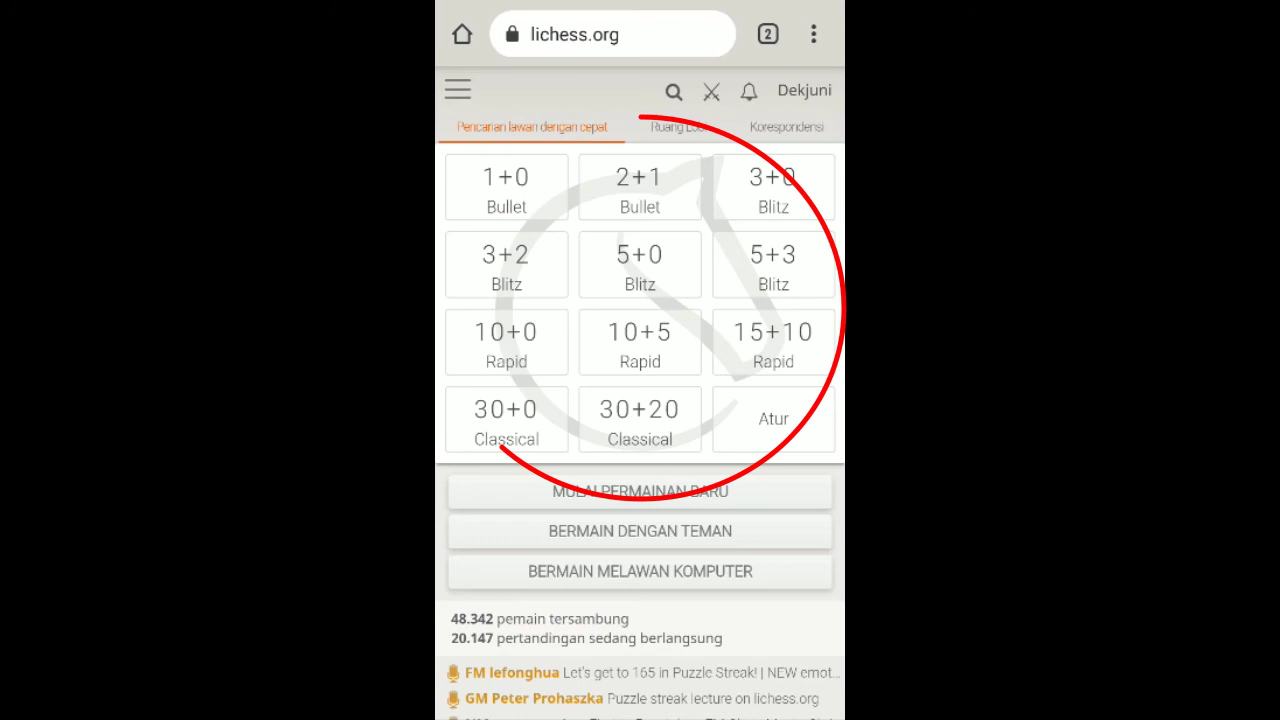 lichess.org
2
Dekjuni
Pencarian lawan dengan cepat Ruang Korespondensi
1+0 2+1 3+0
Bullet Bullet Blitz
3+2 5+0 5+3
Blitz Blitz Blitz
10+0 10+5 15+10
Rapid Rapid Rapid
30+0 30+20 Atur
Classical Classical
MULAI PERMAINAN BARU
BERMAIN DENGAN TEMAN
BERMAIN MELAWAN KOMPUTER
48.342 pemain tersambung
20.147 pertandingan sedang berlangsung
FM lefonghua Let's get to 165 in Puzzle Streak! | NEW emot...
GM Peter Prohaszka Puzzle streak lecture on lichess.org